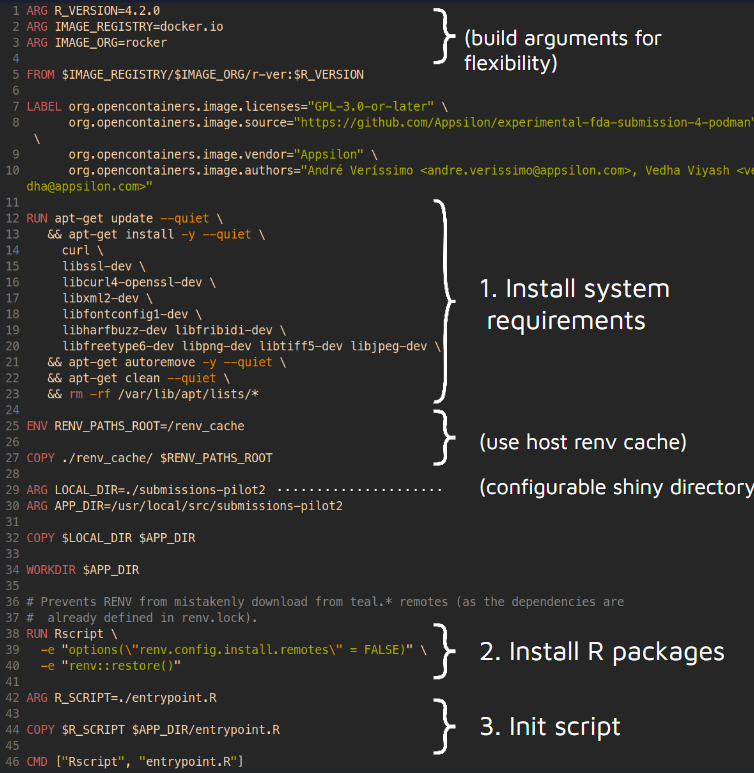 1 ARG R_VERSION=4.2.0
2 ARG IMAGE_REGISTRY=docker.io
3 ARG IMAGE_ORG=rocker
(build arguments for
flexibility)
4
5 FROM $IMAGE_REGISTRY/$IMAGE_ORG/r-ver:$R_VERSION
6
7 LABEL org.opencontainers.image.licenses="GPL-3.0-or-later" \
8 org.opencontainers.image.source="https://github.com/Appsilon/experimental-fda-submission-4-podman"
\
9 org.opencontainers.image.vendor="Appsilon" \
10 org.opencontainers.image.authors="André Veríssimo <andre.verissimo@appsilon.com>, Vedha Viyash <ve
dha@appsilon.com>"
11
12 RUN apt-get update --quiet \
13 && apt-get install -y --quiet \
14 curl \
15 libssl-dev \
16 libcurl4-openssl-dev \
17 libxml2-dev \
18 libfontconfig1-dev \
19 libharfbuzz-dev libfribidi-dev \
20 libfreetype6-dev libpng-dev libtiff5-dev libjpeg-dev \
21 && apt-get autoremove -y --quiet \
22 && apt-get clean --quiet \
23 && rm -rf /var/lib/apt/lists/*
1. Install system
requirements
24
25 ENV RENV_PATHS_ROOT=/renv_cache
26
27 COPY ./renv_cache/ $RENV_PATHS_ROOT
(use host renv cache)
28
29 ARG LOCAL_DIR=./submissions-pilot2 .....................
(configurable shiny directory
30 ARG APP_DIR=/usr/local/src/submissions-pilot2
31
32 COPY $LOCAL_DIR $APP_DIR
33
34 WORKDIR $APP_DIR
35
36 # Prevents RENV from mistakenly download from teal.* remotes (as the dependencies are
37 #  already defined in renv.lock).
38 RUN Rscript \
39 -e "options(\"renv.config.install.remotes\" = FALSE)" \
40 -e "renv::restore()"
2. Install R packages
41
42 ARG R_SCRIPT=./entrypoint.R
43
44 COPY $R_SCRIPT $APP_DIR/entrypoint.R
3. Init script
45
46 CMD ["Rscript", "entrypoint.R"]